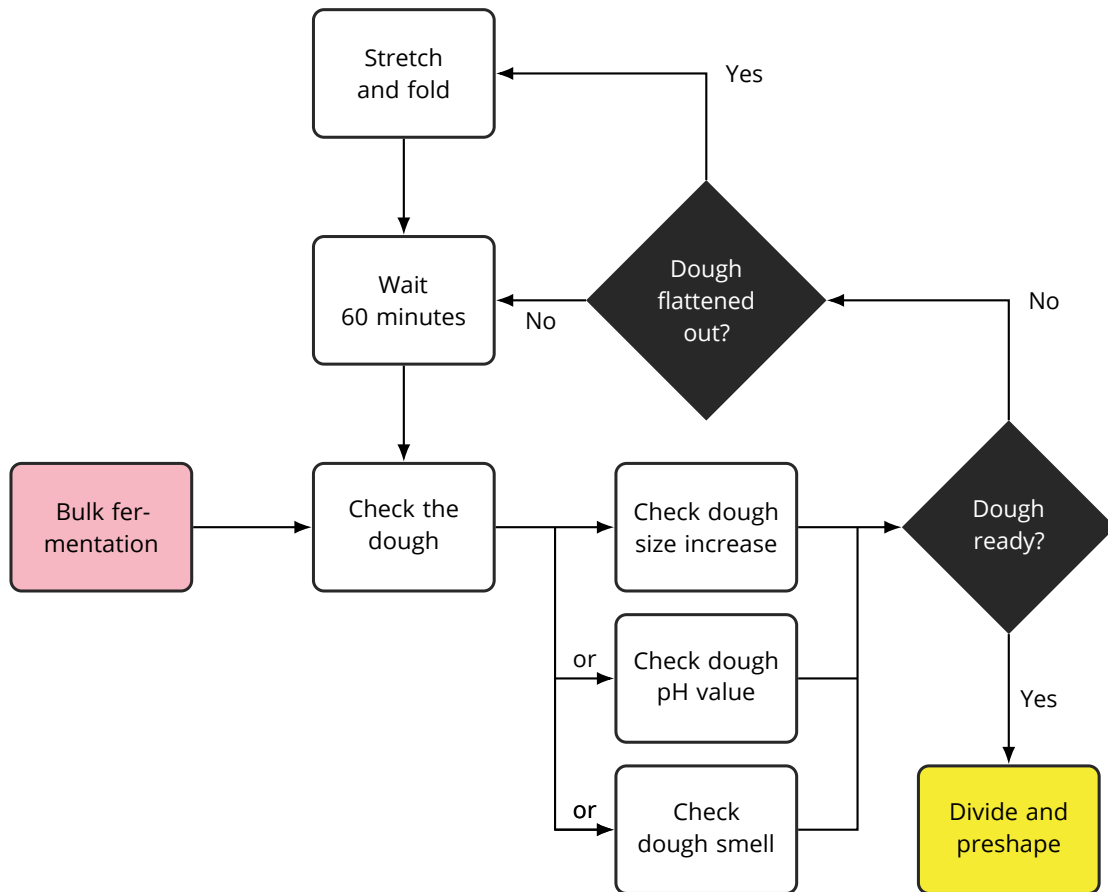 Stretch
and fold
Yes
Wait
60 minutes
No
Dough
flattened
out?
No
Bulk fer-
mentation
Check the
dough
Check dough
size increase
Dough
ready?
or
Check dough
pH value
Yes
or
Check
dough smell
Divide and
preshape